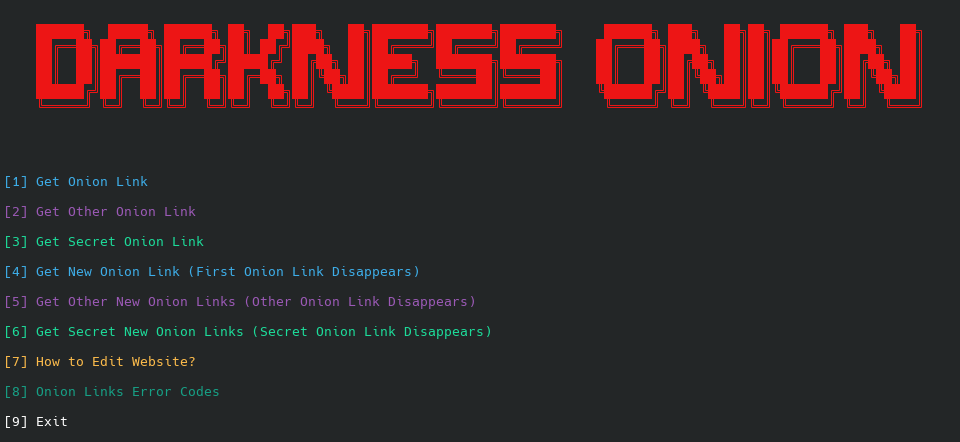 DARKNESS ONION
[1] Get Onion Link
[2] Get Other Onion Link
[3] Get Secret Onion Link
[4] Get New Onion Link (First Onion Link Disappears)
[5] Get Other New Onion Links (Other Onion Link Disappears)
[6] Get Secret New Onion Links (Secret Onion Link Disappears)
[7] How to Edit Website?
[8] Onion Links Error Codes
[9] Exit